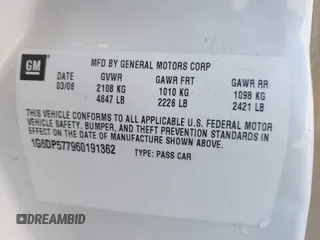 GM
MFD BY GENERAL MOTORS CORP
DATE GVWR GAWR FRT GAWR RR
03/06 2108 KG 1010 KG 1098 KG
4647 LB 2226 LB 2421 LB
THIS VEHICLE CONFORMS TO ALL APPLICABLE U.S. FEDERAL MOTOR
VEHICLE SAFETY, BUMPER, AND THEFT PREVENTION STANDARDS IN
EFFECT ON THE DATE OF MANUFACTURE SHOWN ABOVE.
1G6DP577960191362 TYPE: PASS CAR
AUTOHELPERBOT.COM